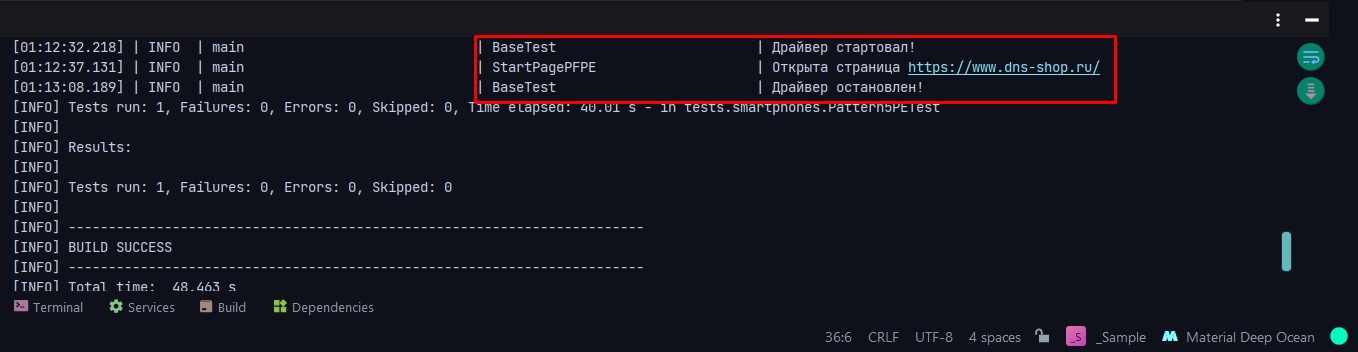 [01:12:32.218] | INFO  | main | BaseTest | Драйвер стартовал!
[01:12:37.131] | INFO  | main | StartPagePFPE | Открыта страница https://www.dns-shop.ru/
[01:13:08.189] | INFO  | main | BaseTest | Драйвер остановлен!
[INFO] Tests run: 1, Failures: 0, Errors: 0, Skipped: 0, Time elapsed: 40.01 s - in tests.smartphones.Pattern5PETest
[INFO]
[INFO] Results:
[INFO]
[INFO] Tests run: 1, Failures: 0, Errors: 0, Skipped: 0
[INFO]
[INFO] ------------------------------------------------------------------------
[INFO] BUILD SUCCESS
[INFO] ------------------------------------------------------------------------
[INFO] Total time:  48.463 s
Terminal Services Build Dependencies
36:6 CRLF UTF-8 4 spaces _S _Sample Material Deep Ocean